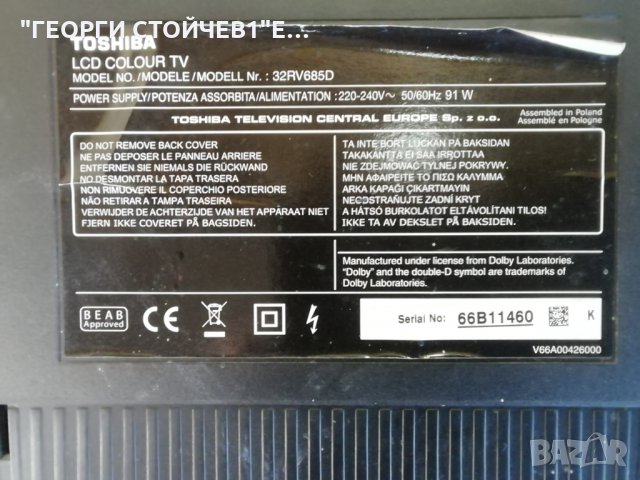 "ГЕОРГИ СТОЙЧЕВ1"Е...
TOSHIBA
LCD COLOUR TV
MODEL NO./MODELE/MODELL Nr. : 32RV685D
POWER SUPPLY/POTENZA ASSORBITA/ALIMENTATION : 220-240V~ 50/60Hz 91 W
TOSHIBA TELEVISION CENTRAL EUROPE Sp. z o.o.
Assembled in Poland
Assemblé en Pologne
DO NOT REMOVE BACK COVER
NE PAS DEPOSER LE PANNEAU ARRIERE
ENTFERNEN SIE NIEMALS DIE RÜCKWAND
NO DESMONTAR LA TAPA TRASERA
NON RIMUOVERE IL COPERCHIO POSTERIORE
NÃO RETIRAR A TAMPA TRASEIRA
VERWIJDER DE ACHTERZIJDE VAN HET APPARAAT NIET
FJERN IKKE COVERET PÅ BAGSIDEN.
TA INTE BORT LUCKAN PÅ BAKSIDAN
TAKAKANTTA EI SAA IRROTTAA
NIE ZDEJMOWAĆ TYLNEJ POKRYWY.
ΜΗΝ ΑΦΑΙΡΕΙΤΕ ΤΟ ΠΙΣΩ ΚΑΛΥΜΜΑ
ARKA KAPAĞI ÇIKARTMAYIN
NEODSTRAŇUJTE ZADNÍ KRYT
A HÁTSÓ BURKOLATOT ELTÁVOLÍTANI TILOS!
IKKE TA AV DEKSLET PÅ BAKSIDEN.
Manufactured under license from Dolby Laboratories.
"Dolby" and the double-D symbol are trademarks of
Dolby Laboratories.
BEAB
Approved
CE
Serial No: 66B11460 K
V66A00426000
BAZAR